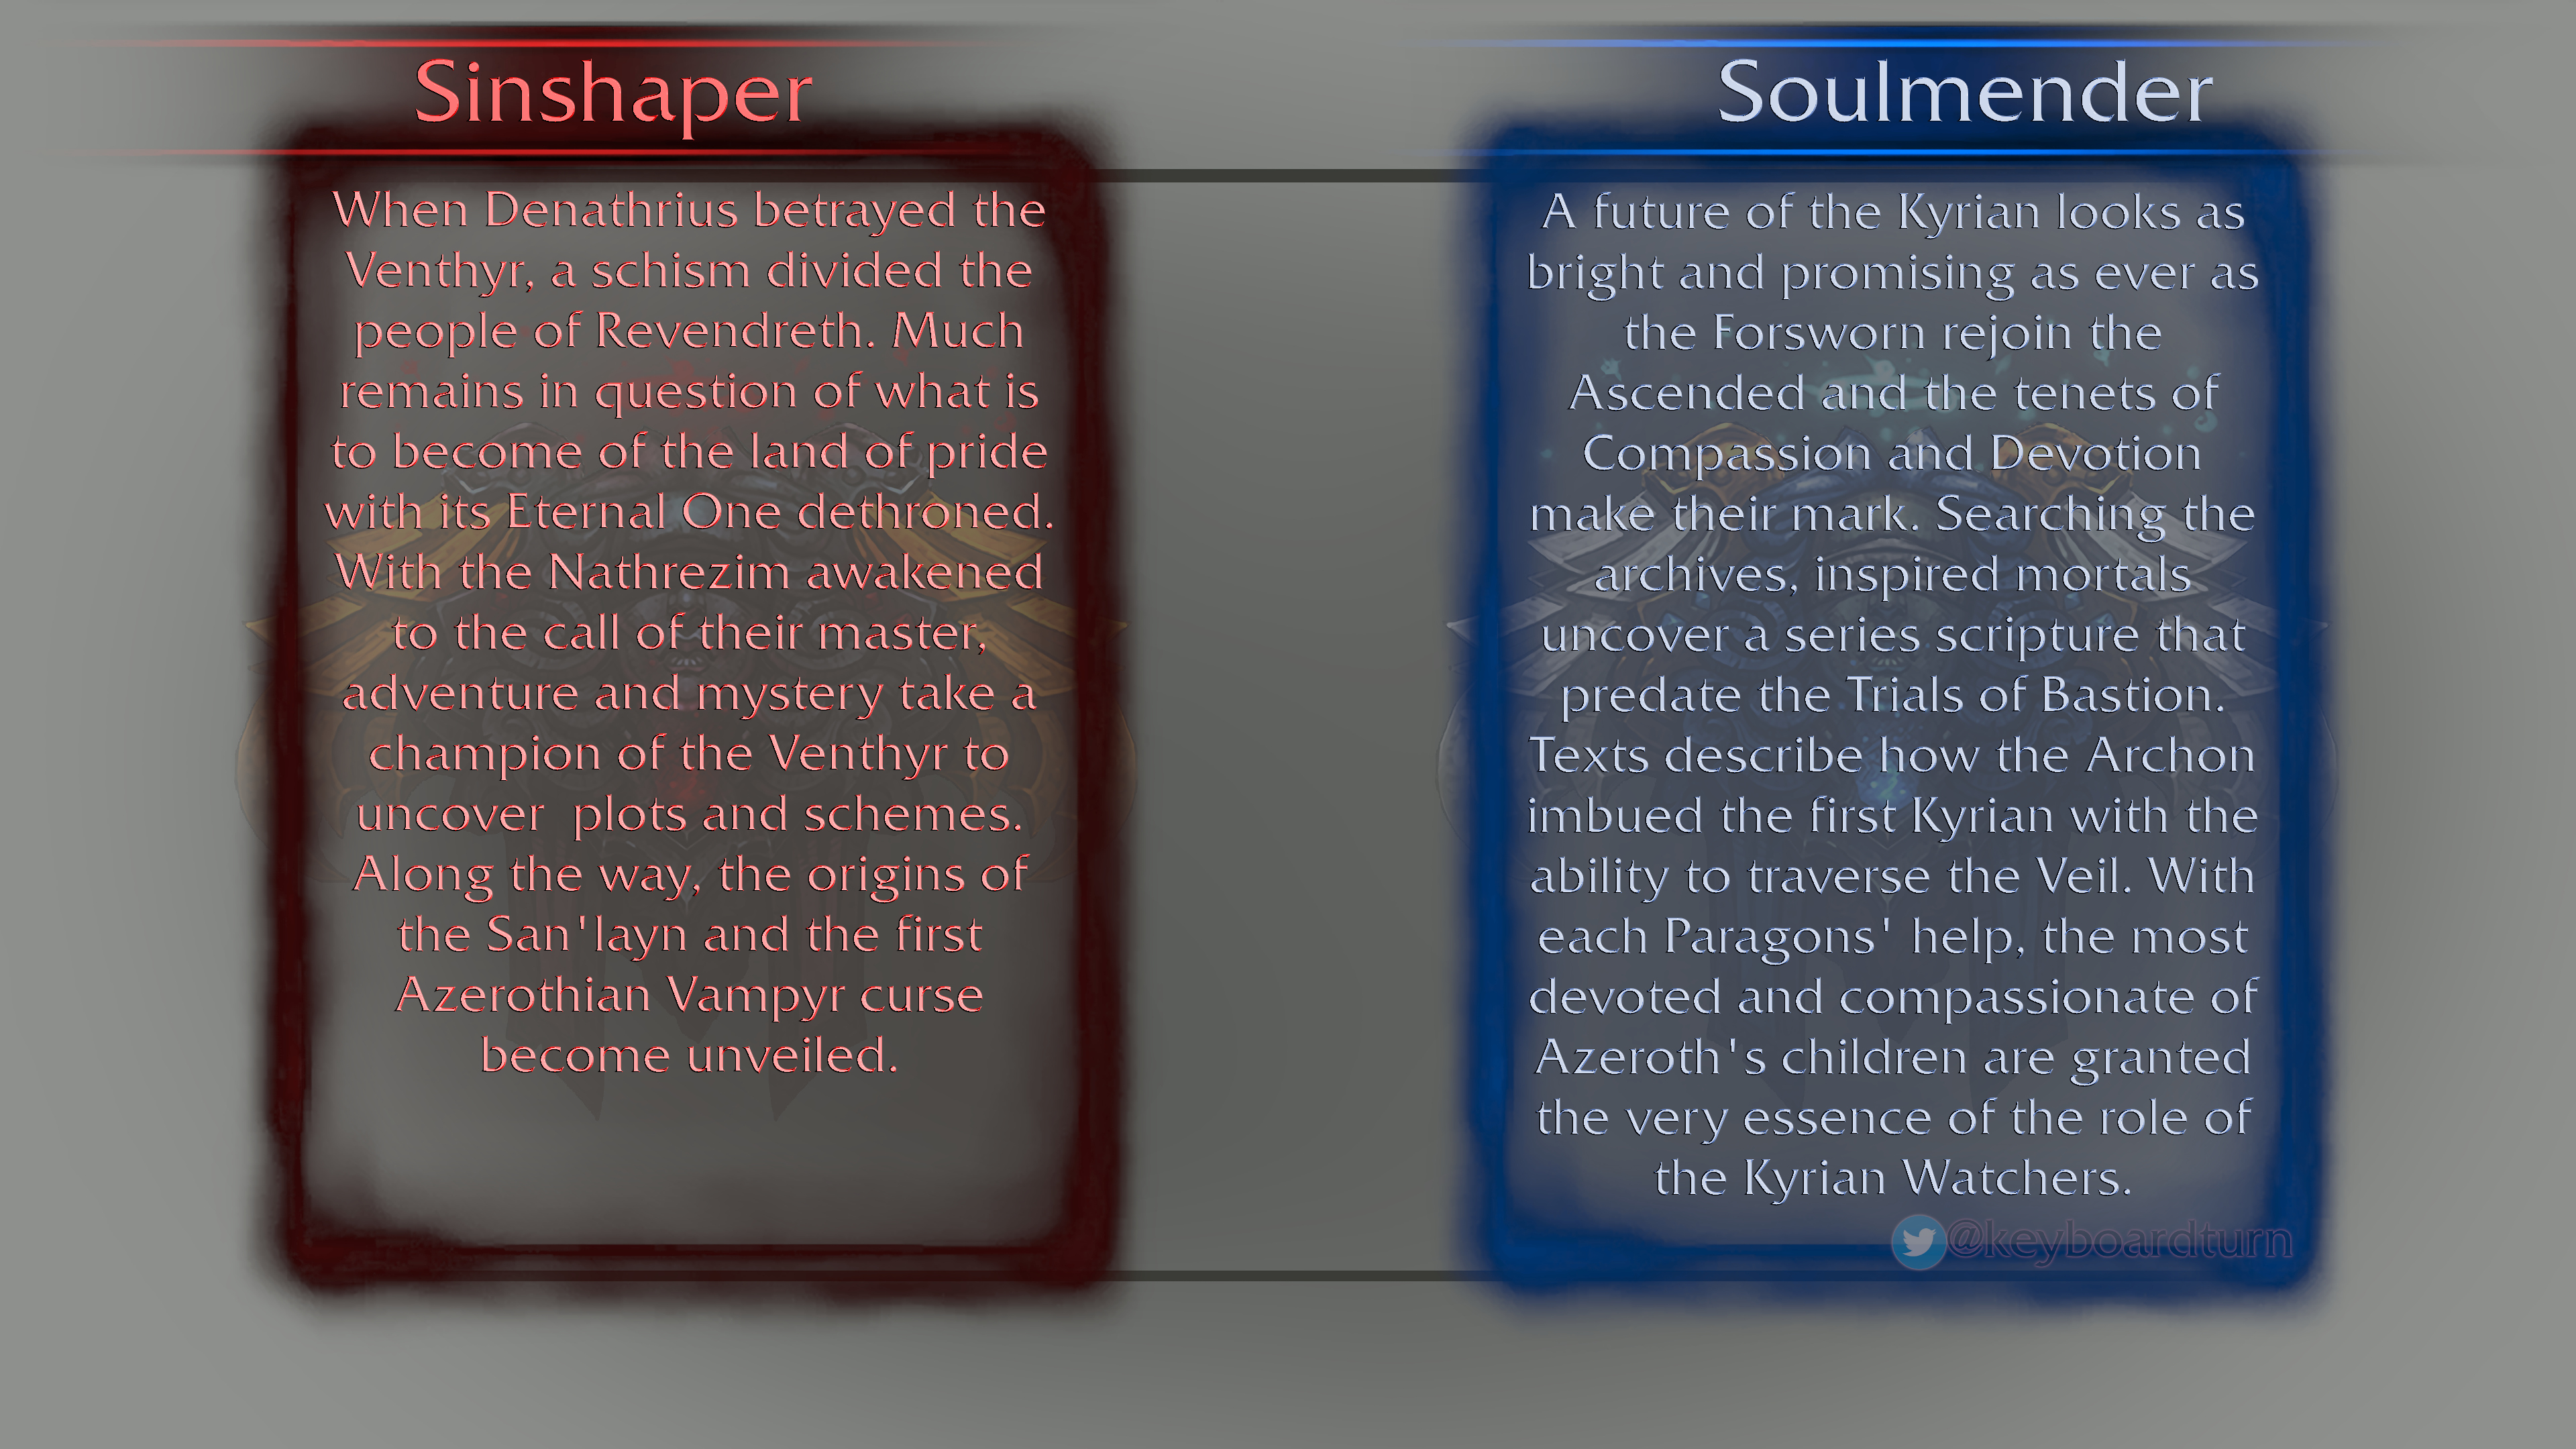 Sinshaper
When Denathrius betrayed the
Venthyr, a schism divided the
people of Revendreth. Much
remains in question of what is
to become of the land of pride
with its Eternal One dethroned.
With the Nathrezim awakened
to the call of their master,
adventure and mystery take a
champion of the Venthyr to
uncover  plots and schemes.
Along the way, the origins of
the San'layn and the first
Azerothian Vampyr curse
become unveiled.
Soulmender
A future of the Kyrian looks as
bright and promising as ever as
the Forsworn rejoin the
Ascended and the tenets of
Compassion and Devotion
make their mark. Searching the
archives, inspired mortals
uncover a series scripture that
predate the Trials of Bastion.
Texts describe how the Archon
imbued the first Kyrian with the
ability to traverse the Veil. With
each Paragons' help, the most
devoted and compassionate of
Azeroth's children are granted
the very essence of the role of
the Kyrian Watchers.
@keyboardturn